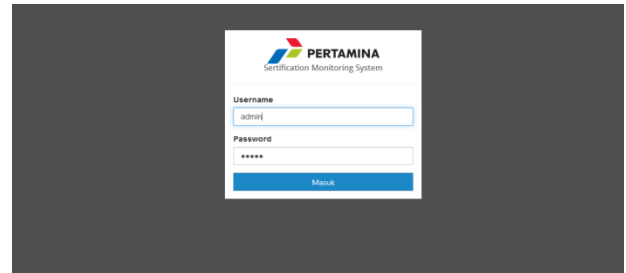 PERTAMINA
Sertification Monitoring System
Username
admin
Password
•••••
Masuk